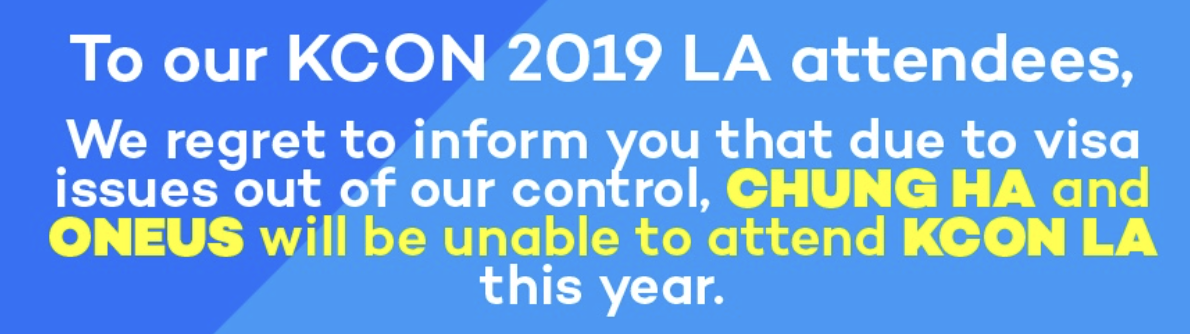 To our KCON 2019 LA attendees,
We regret to inform you that due to visa
issues out of our control, CHUNG HA and
ONEUS will be unable to attend KCON LA
this year.